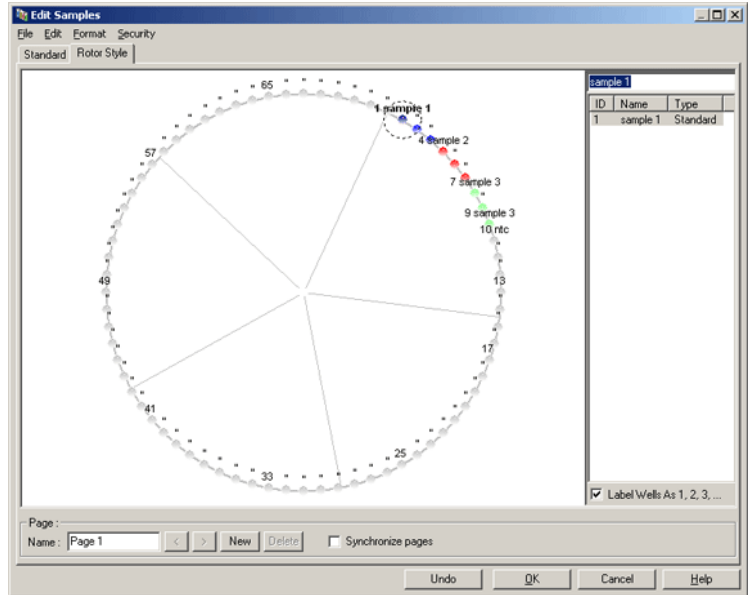 Edit Samples
File Edit Format Security
Standard Rotor Style
sample 1
ID Name Type
1 sample 1 Standard
65
1 sample 1
4 sample 2
57
7 sample 3
9 sample 3
10 ntc
49
13
17
41
25
33
Label Wells As 1, 2, 3, ...
Page :
Name : Page 1 < > New Delete Synchronize pages
Undo OK Cancel Help